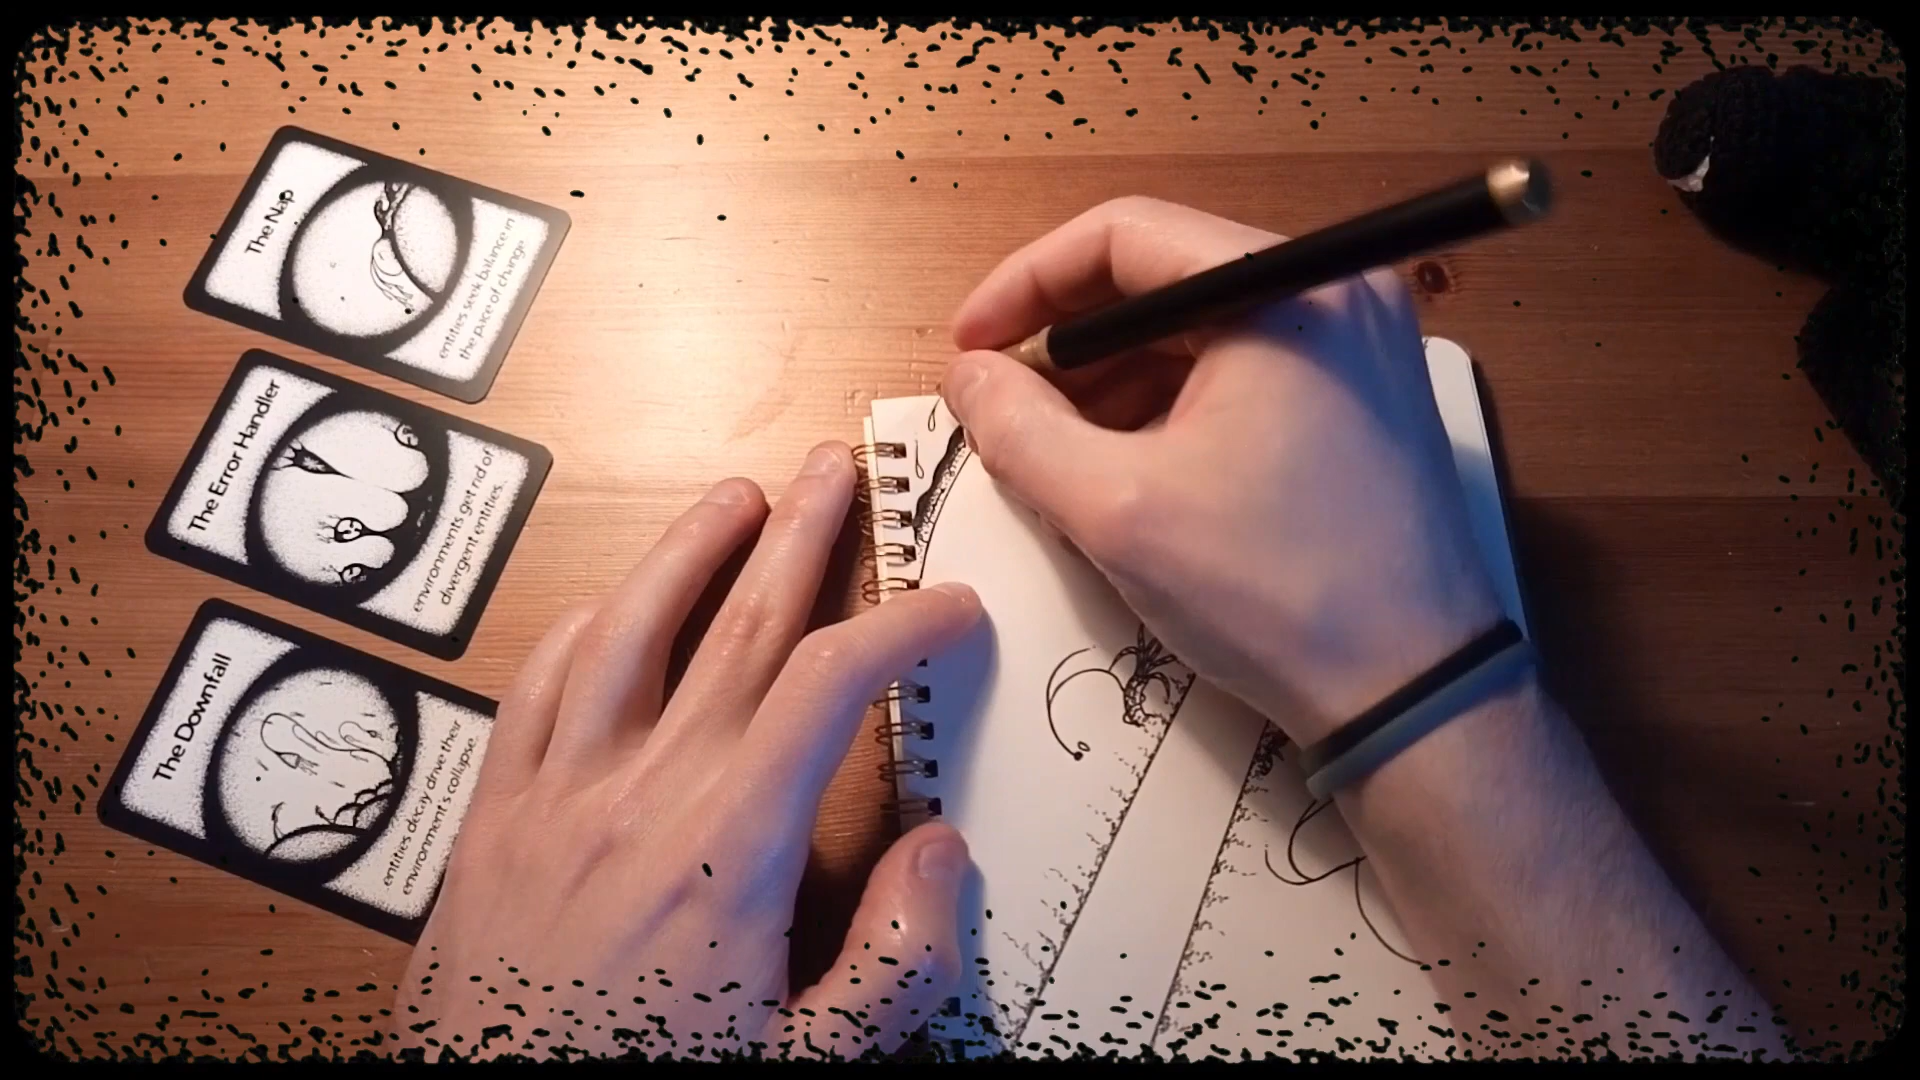 The Nap
entities seek balance in
the pace of change
The Error Handler
environments get rid of
divergent entities.
The Downfall
entities decay drive their
environment's collapse.